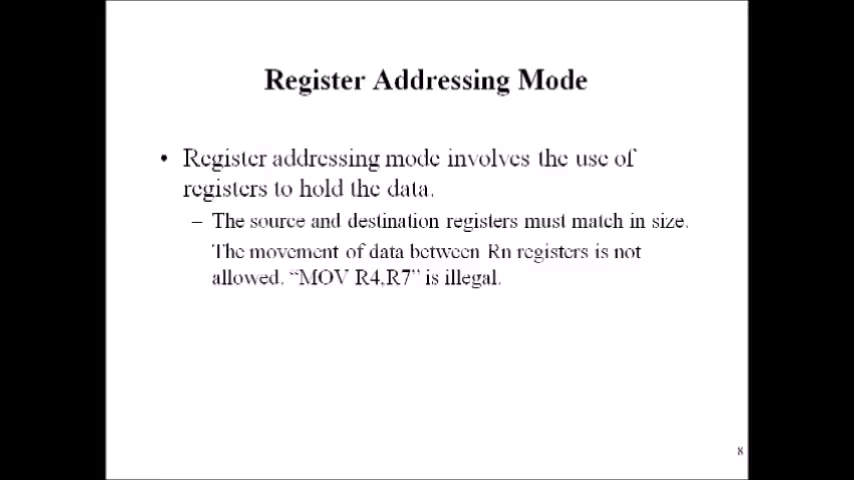 Register Addressing Mode
• Register addressing mode involves the use of
registers to hold the data.
– The source and destination registers must match in size.
The movement of data between Rn registers is not
allowed. “MOV R4,R7” is illegal.
8